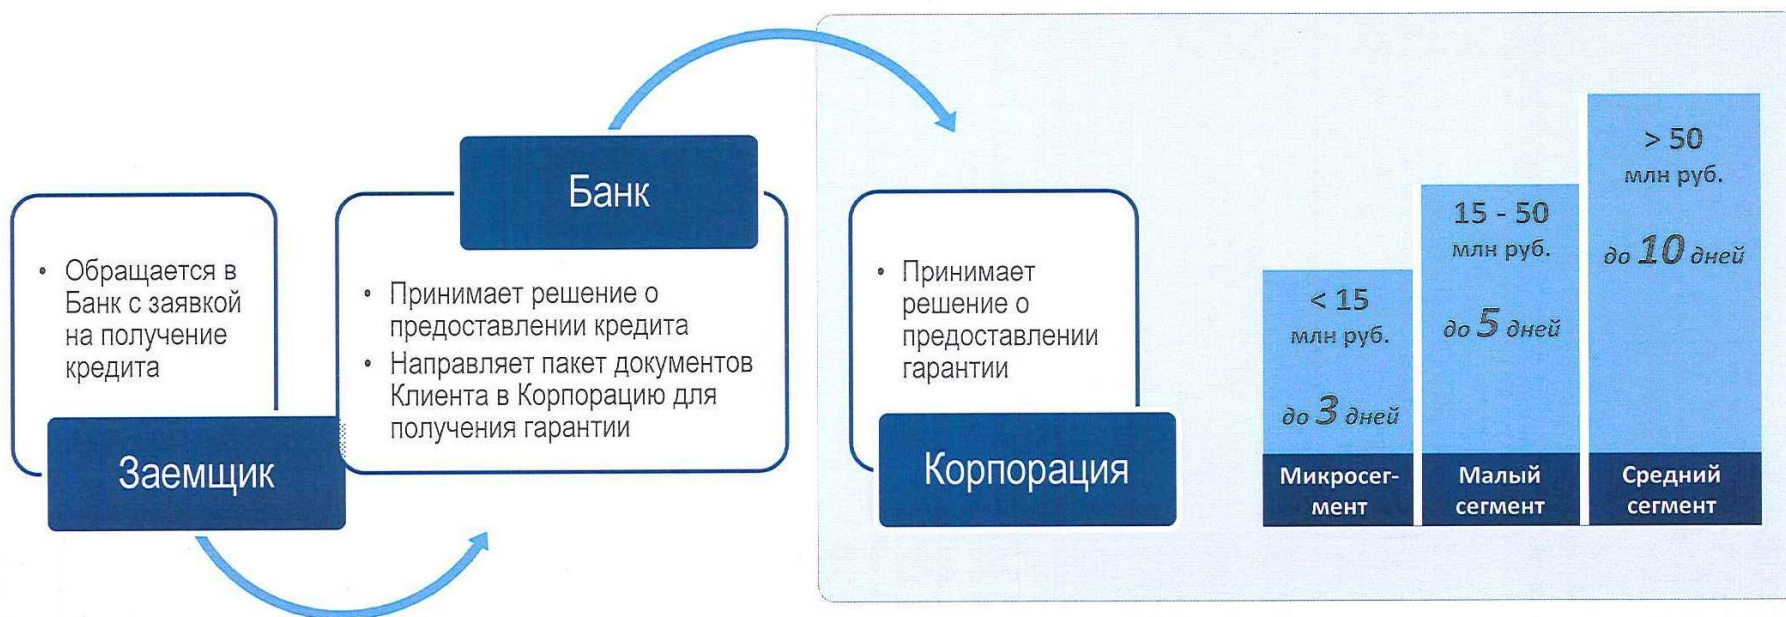 • Обращается в
Банк с заявкой
на получение
кредита
Заемщик
Банк
• Принимает решение о
предоставлении кредита
• Направляет пакет документов
Клиента в Корпорацию для
получения гарантии
• Принимает
решение о
предоставлении
гарантии
Корпорация
< 15
млн руб.
до 3 дней
Микросег-
мент
15 - 50
млн руб.
до 5 дней
Малый
сегмент
> 50
млн руб.
до 10 дней
Средний
сегмент